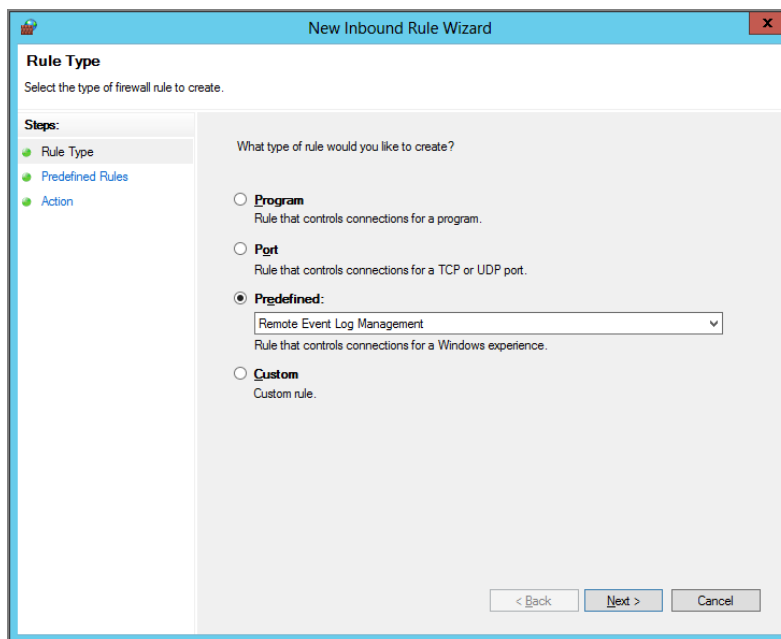 New Inbound Rule Wizard
x
Rule Type
Select the type of firewall rule to create.
Steps:
Rule Type
Predefined Rules
Action
What type of rule would you like to create?
Program
Rule that controls connections for a program.
Port
Rule that controls connections for a TCP or UDP port.
Predefined:
Remote Event Log Management
Rule that controls connections for a Windows experience.
Custom
Custom rule.
< Back Next > Cancel